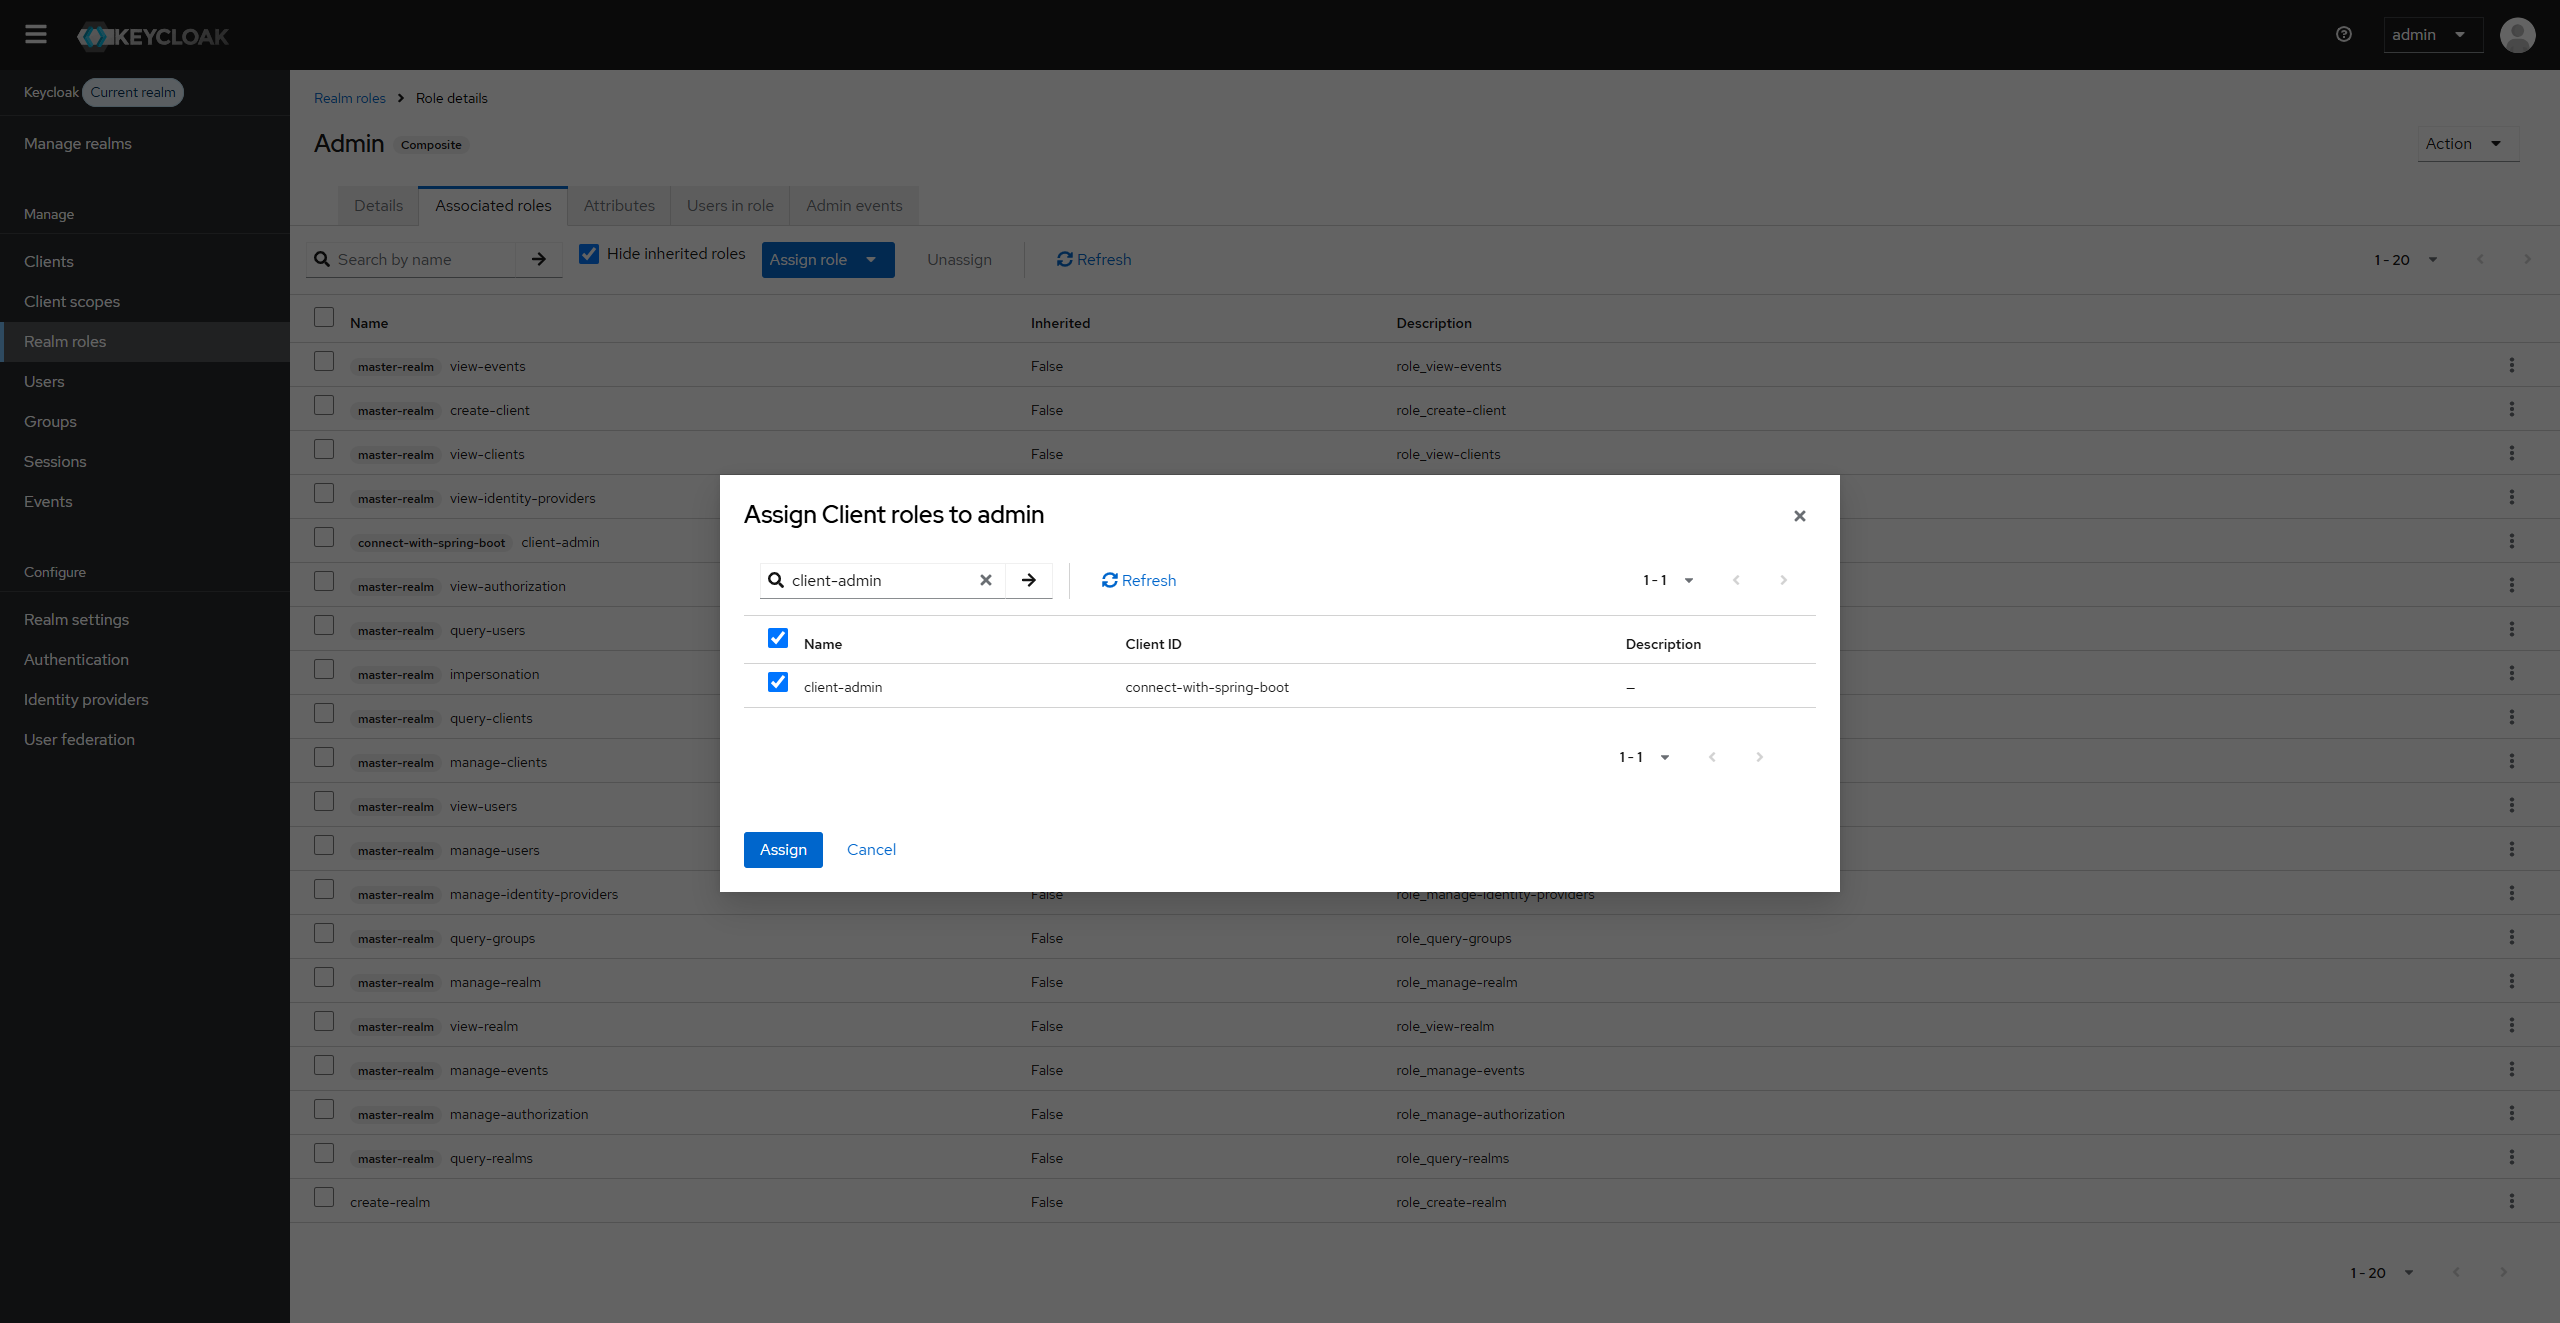 KEYCLOAK
admin
Keycloak Current realm
Manage realms
Manage
Clients
Client scopes
Realm roles
Users
Groups
Sessions
Events
Configure
Realm settings
Authentication
Identity providers
User federation
Realm roles Role details
Admin Composite
Action
Details Associated roles Attributes Users in role Admin events
Search by name Hide inherited roles Assign role Unassign Refresh 1 - 20
Name Inherited Description
master-realm view-events False role_view-events
master-realm create-client False role_create-client
master-realm view-clients False role_view-clients
master-realm view-identity-providers
connect-with-spring-boot client-admin
master-realm view-authorization
master-realm query-users
master-realm impersonation
master-realm query-clients
master-realm manage-clients
master-realm view-users
master-realm manage-users
master-realm manage-identity-providers False role_manage-identity-providers
master-realm query-groups False role_query-groups
master-realm manage-realm False role_manage-realm
master-realm view-realm False role_view-realm
master-realm manage-events False role_manage-events
master-realm manage-authorization False role_manage-authorization
master-realm query-realms False role_query-realms
create-realm False role_create-realm
1 - 20
Assign Client roles to admin
client-admin Refresh 1 - 1
Name Client ID Description
client-admin connect-with-spring-boot –
1 - 1
Assign Cancel